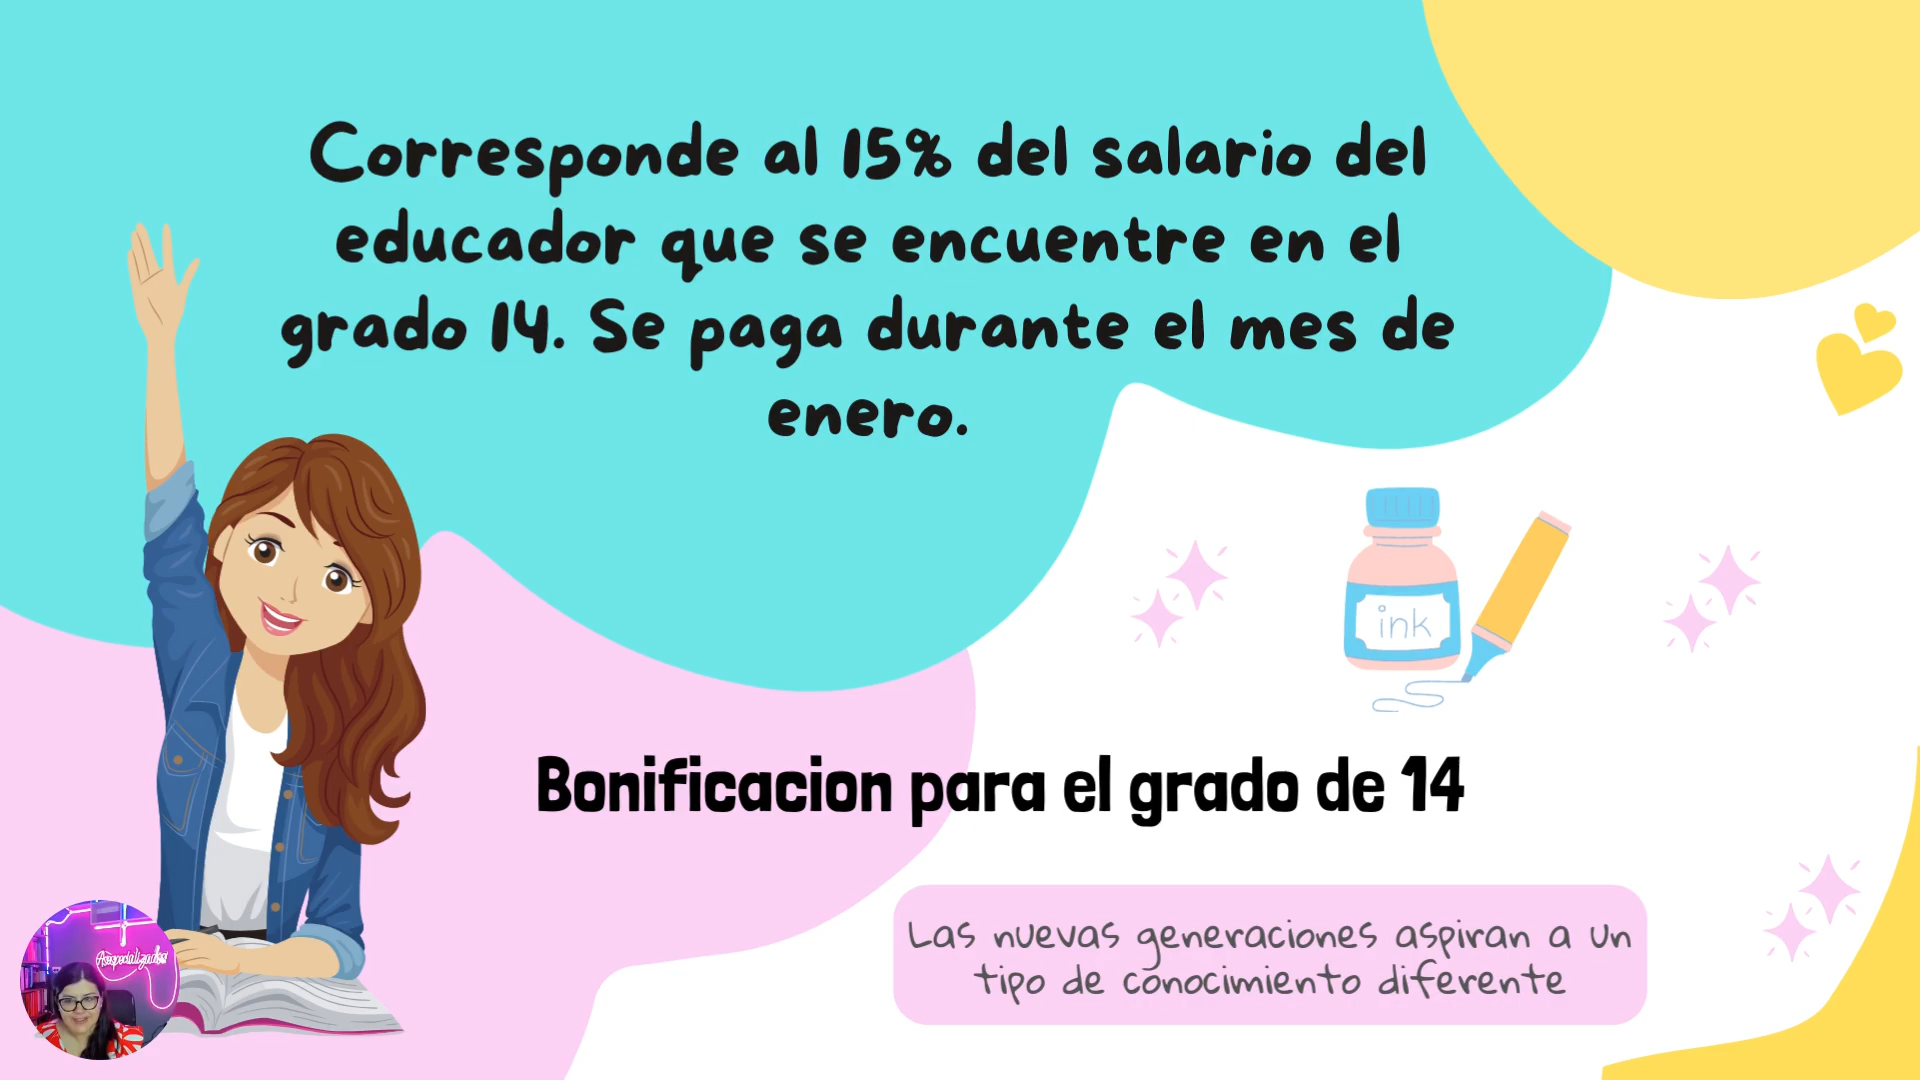 Corresponde al 15% del salario del
educador que se encuentre en el
grado 14. Se paga durante el mes de
enero.
ink
Bonificacion para el grado de 14
Las nuevas generaciones aspiran a un
tipo de conocimiento diferente